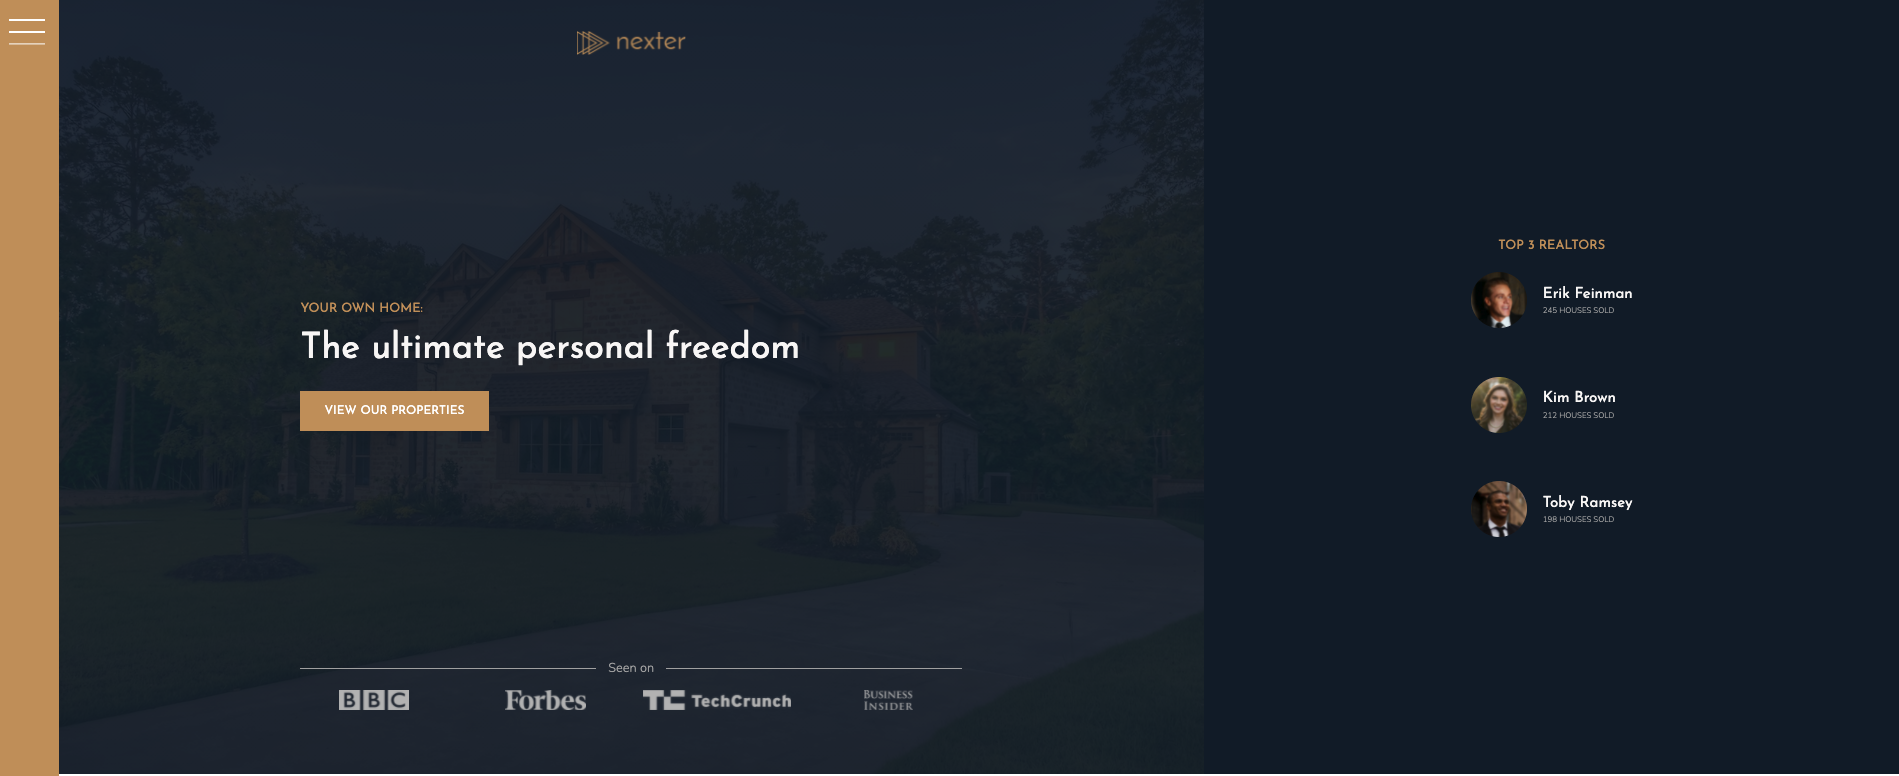 nexter
YOUR OWN HOME:
The ultimate personal freedom
VIEW OUR PROPERTIES
Seen on
BBC
Forbes
TC TechCrunch
BUSINESS
INSIDER
TOP 3 REALTORS
Erik Feinman
245 HOUSES SOLD
Kim Brown
212 HOUSES SOLD
Toby Ramsey
198 HOUSES SOLD